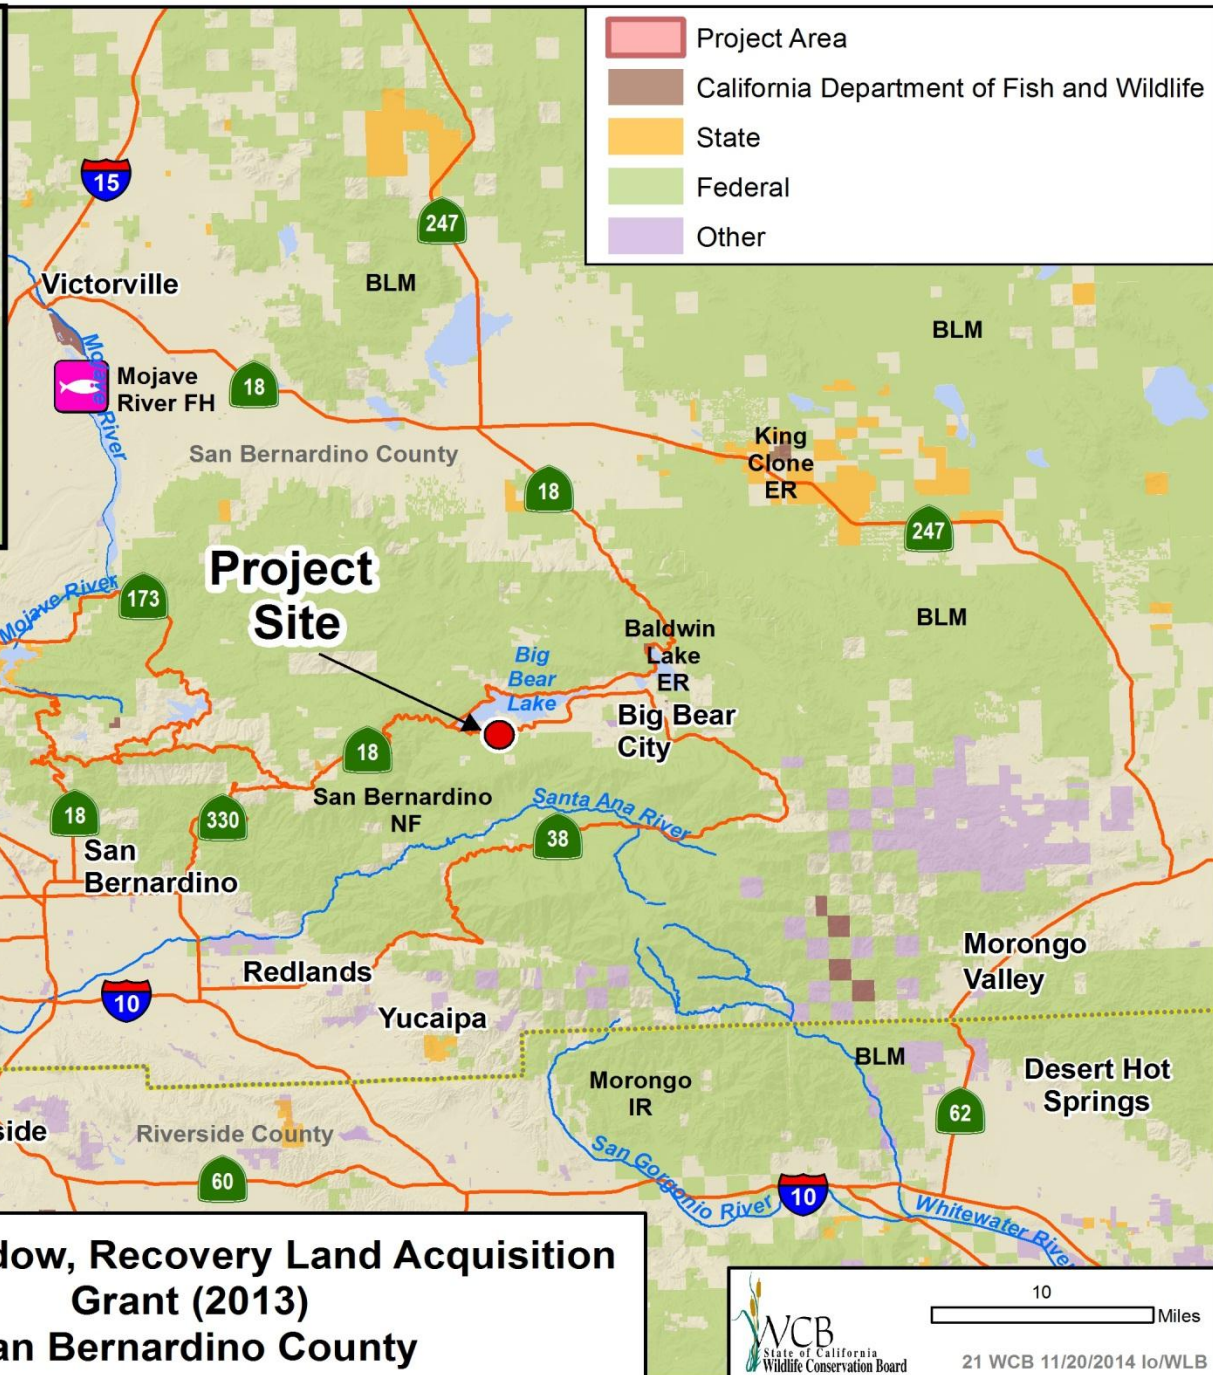 Project Area
California Department of Fish and Wildlife
State
Federal
Other
15
247
Victorville
BLM
BLM
Mojave River
Mojave
River FH
18
San Bernardino County
King
Clone
ER
18
247
Project
Site
Mojave River
173
BLM
Baldwin
Lake
ER
Big
Bear
Lake
Big Bear
City
18
San Bernardino
NF
Santa Ana River
18
330
38
San
Bernardino
Morongo
Valley
Redlands
10
Yucaipa
BLM
Morongo
IR
Desert Hot
Springs
62
side
Riverside County
60
San Gorgonio River
10
Whitewater River
dow, Recovery Land Acquisition
Grant (2013)
an Bernardino County
WCB
State of California
Wildlife Conservation Board
10
Miles
21 WCB 11/20/2014 lo/WLB